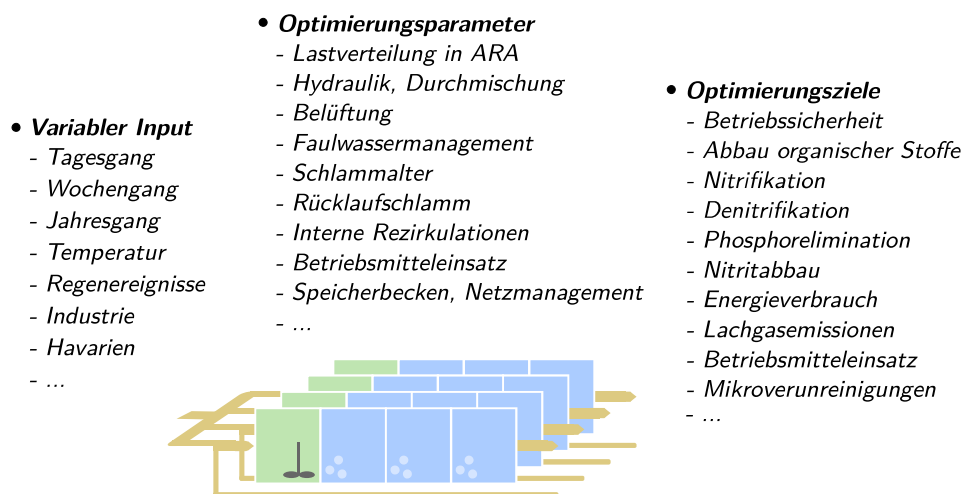 • Variabler Input
- Tagesgang
- Wochengang
- Jahresgang
- Temperatur
- Regenereignisse
- Industrie
- Havarien
- ...
• Optimierungsparameter
- Lastverteilung in ARA
- Hydraulik, Durchmischung
- Belüftung
- Faulwassermanagement
- Schlammalter
- Rücklaufschlamm
- Interne Rezirkulationen
- Betriebsmitteleinsatz
- Speicherbecken, Netzmanagement
- ...
• Optimierungsziele
- Betriebssicherheit
- Abbau organischer Stoffe
- Nitrifikation
- Denitrifikation
- Phosphorelimination
- Nitritabbau
- Energieverbrauch
- Lachgasemissionen
- Betriebsmitteleinsatz
- Mikroverunreinigungen
- ...